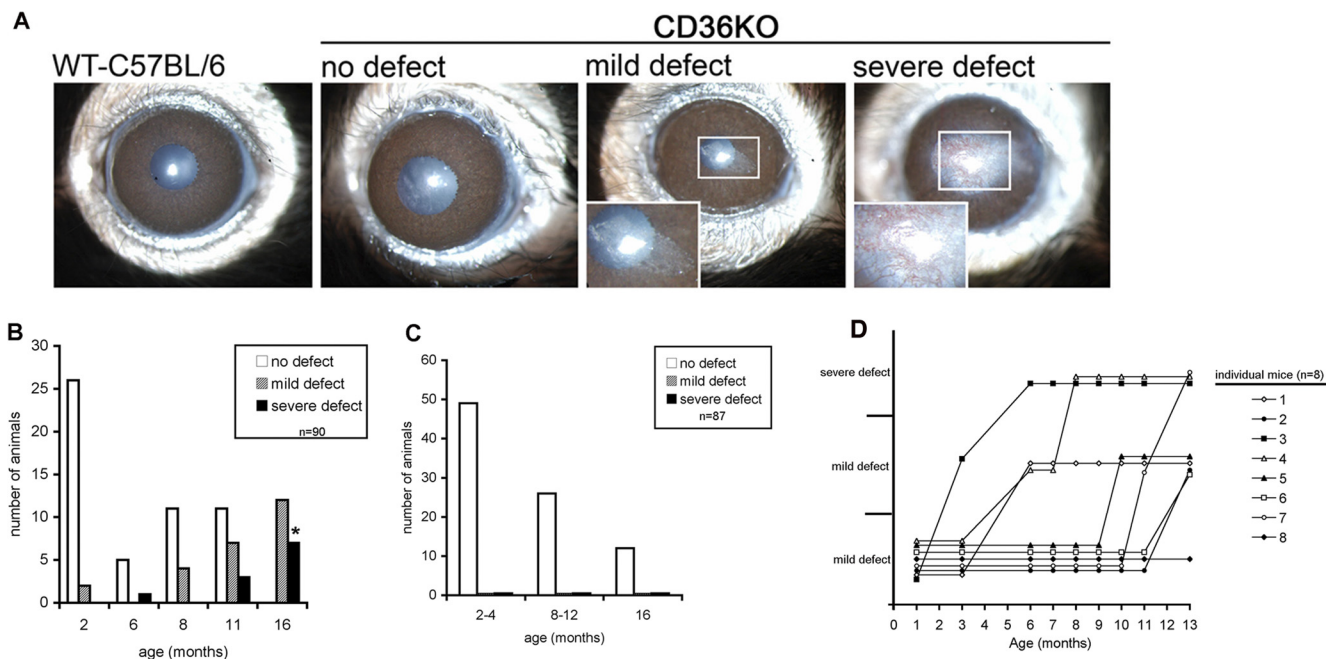 A
CD36KO
WT-C57BL/6
no defect
mild defect
severe defect
B
number of animals
30
25
20
15
10
5
0
no defect
mild defect
severe defect
n=90
*
2
6
8
11
16
age (months)
C
number of animals
60
50
40
30
20
10
0
no defect
mild defect
severe defect
n=87
2-4
8-12
16
age (months)
D
severe defect
mild defect
mild defect
0 1 2 3 4 5 6 7 8 9 10 11 12 13
Age (months)
individual mice (n=8)
1
2
3
4
5
6
7
8